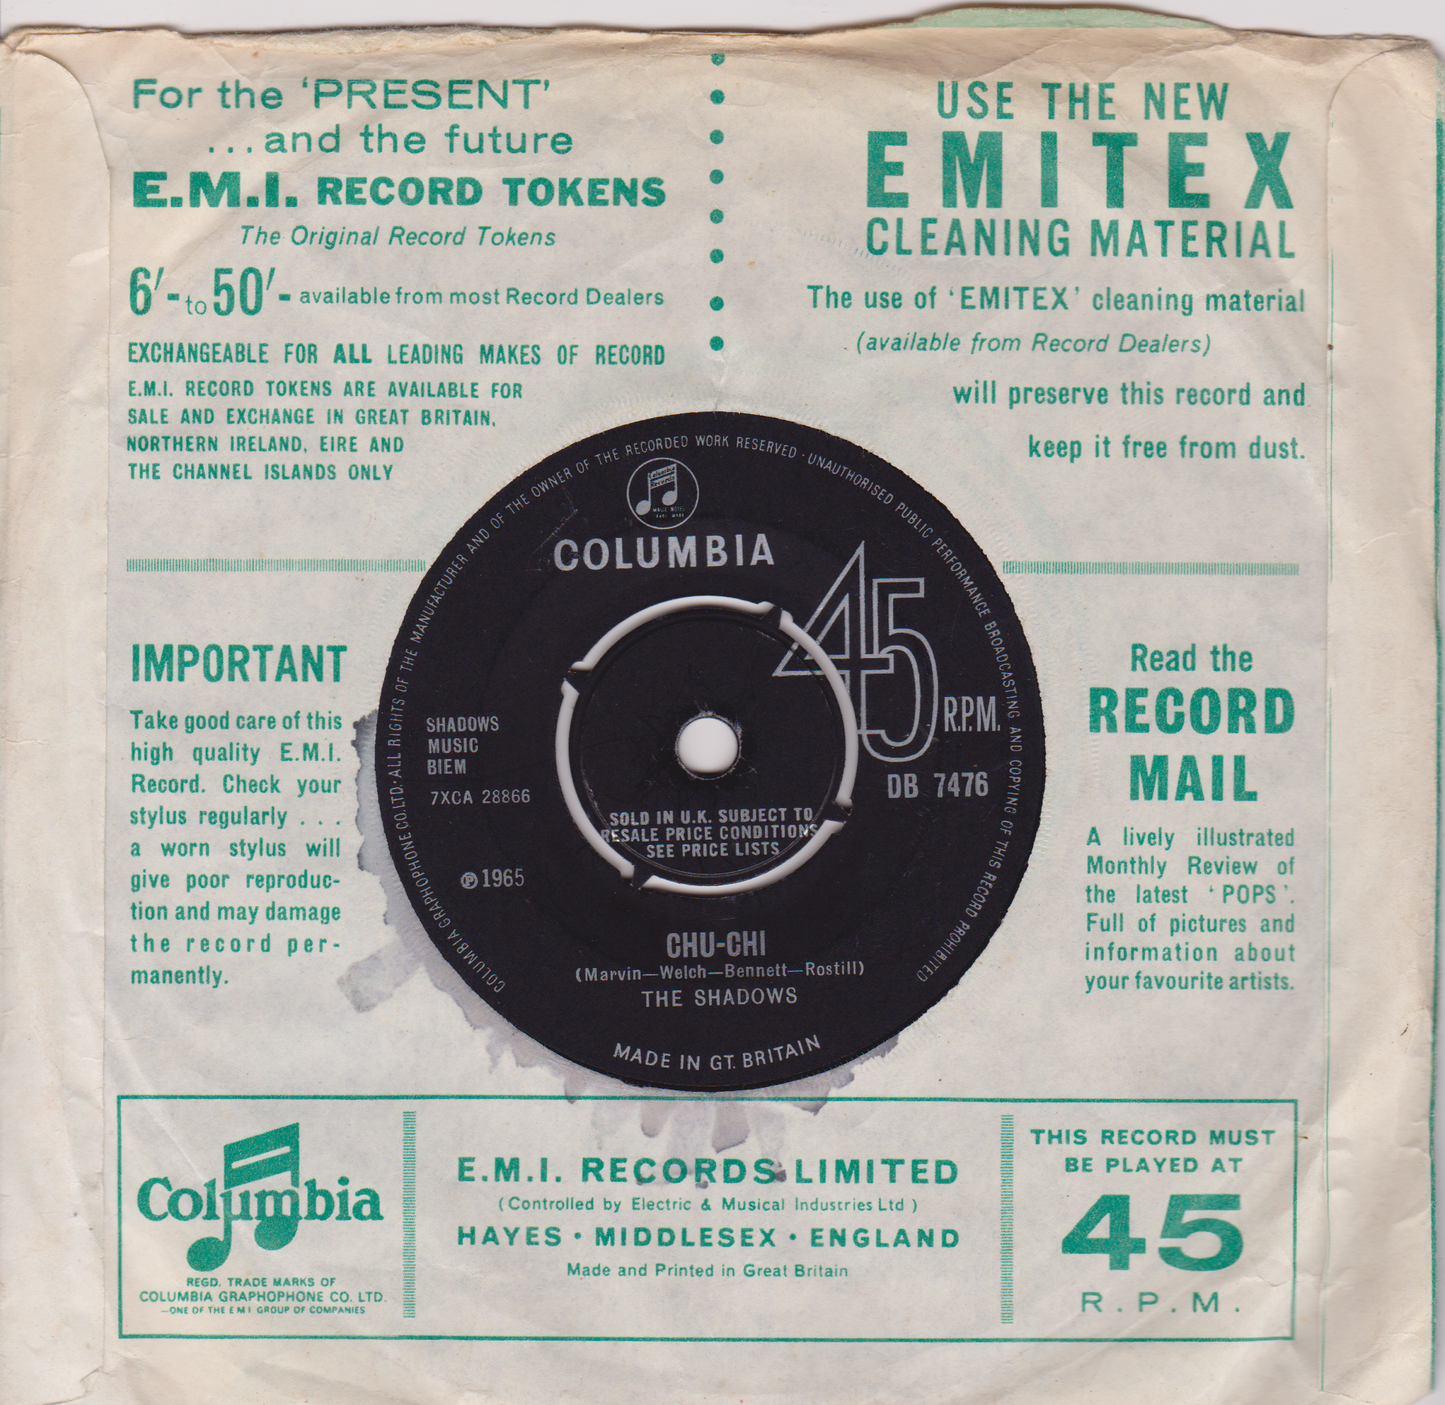 For the 'PRESENT'
...and the future
E.M.I. RECORD TOKENS
The Original Record Tokens
6/- to 50/- available from most Record Dealers
EXCHANGEABLE FOR ALL LEADING MAKES OF RECORD
E.M.I. RECORD TOKENS ARE AVAILABLE FOR
SALE AND EXCHANGE IN GREAT BRITAIN,
NORTHERN IRELAND, EIRE AND
THE CHANNEL ISLANDS ONLY
USE THE NEW
EMITEX
CLEANING MATERIAL
The use of 'EMITEX' cleaning material
(available from Record Dealers)
will preserve this record and
keep it free from dust.
IMPORTANT
Take good care of this
high quality E.M.I.
Record. Check your
stylus regularly . . .
a worn stylus will
give poor reproduc-
tion and may damage
the record per-
manently.
COLUMBIA GRAPHOPHONE CO. LTD. · ALL RIGHTS OF THE MANUFACTURER AND OF THE OWNER OF THE RECORDED WORK RESERVED · UNAUTHORISED PUBLIC PERFORMANCE BROADCASTING AND COPYING OF THIS RECORD PROHIBITED
Columbia
Records
MAGIC NOTES
TRADE MARK
COLUMBIA
45
R.P.M.
DB 7476
SHADOWS
MUSIC
BIEM
7XCA 28866
℗ 1965
SOLD IN U.K. SUBJECT TO
RESALE PRICE CONDITIONS
SEE PRICE LISTS
CHU-CHI
(Marvin—Welch—Bennett—Rostill)
THE SHADOWS
MADE IN GT. BRITAIN
Read the
RECORD
MAIL
A lively illustrated
Monthly Review of
the latest 'POPS'.
Full of pictures and
information about
your favourite artists.
Columbia
REGD. TRADE MARKS OF
COLUMBIA GRAPHOPHONE CO. LTD.
—ONE OF THE E M I GROUP OF COMPANIES
E.M.I. RECORDS LIMITED
(Controlled by Electric & Musical Industries Ltd)
HAYES • MIDDLESEX • ENGLAND
Made and Printed in Great Britain
THIS RECORD MUST
BE PLAYED AT
45
R.P.M.